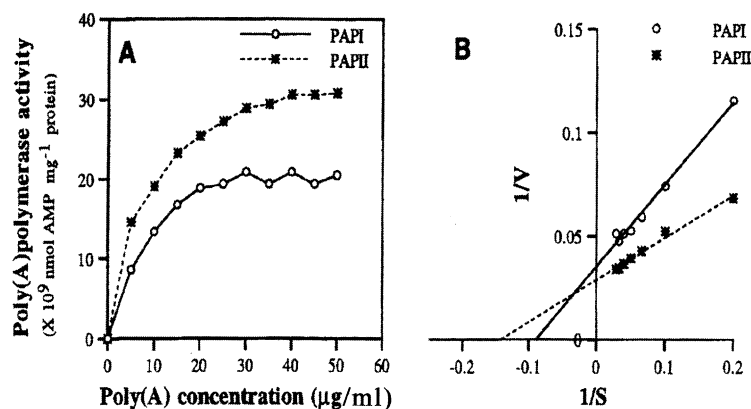 A
PAPI
PAPII
40
30
20
10
0
0
10
20
30
40
50
60
Poly(A)polymerase activity
(X 10⁹ nmol AMP mg⁻¹ protein)
Poly(A) concentration (µg/ml)
B
PAPI
PAPII
0.15
0.1
0.05
0
-0.2
-0.1
0
0.1
0.2
1/V
1/S